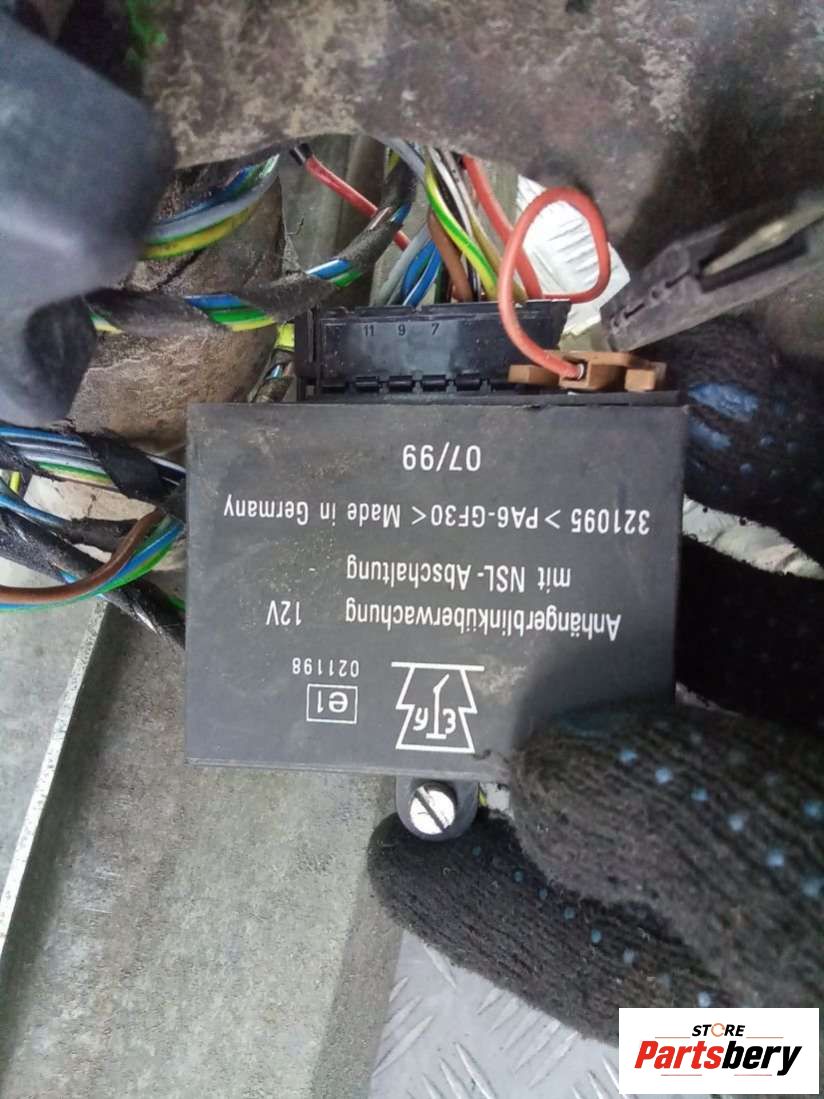 e1
021198
Anhängerblinküberwachung 12V
mit NSL-Abschaltung
321095 >PA6-GF30< Made in Germany
07/99
11 9 7
STORE
Partsbery